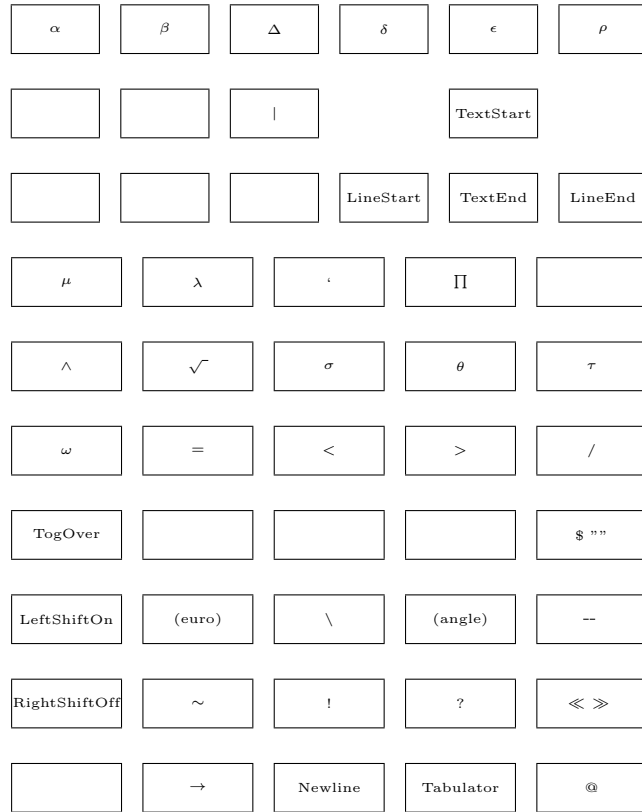 α β Δ δ ϵ ρ
| TextStart
LineStart TextEnd LineEnd
μ λ ‘ ∏
∧ √ σ θ τ
ω = < > /
TogOver $ ””
LeftShiftOn (euro) \ (angle) --
RightShiftOff ∼ ! ? ≪ ≫
→ Newline Tabulator @